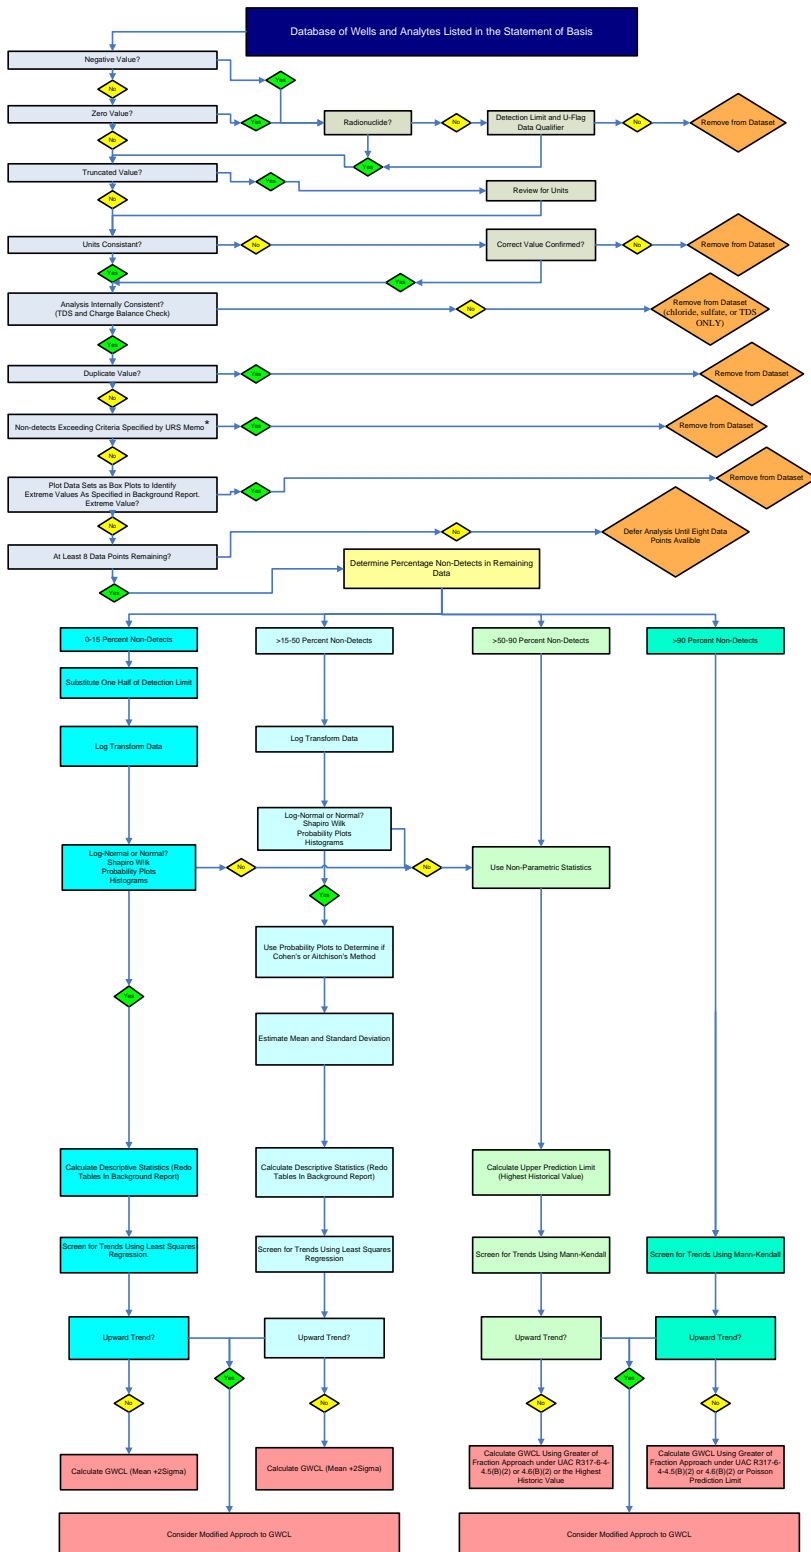 Database of Wells and Analytes Listed in the Statement of Basis
Negative Value?
Yes
No
Zero Value?
Yes
Radionuclide?
No
Detection Limit and U-Flag
Data Qualifier
No
Remove from Dataset
No
Yes
Truncated Value?
Yes
Review for Units
No
Units Consistant?
No
Correct Value Confirmed?
No
Remove from Dataset
Yes
Yes
Analysis Internally Consistent?
(TDS and Charge Balance Check)
No
Remove from Dataset
(chloride, sulfate, or TDS
ONLY)
Yes
Duplicate Value?
Yes
Remove from Dataset
No
Non-detects Exceeding Criteria Specified by URS Memo*
Yes
Remove from Dataset
No
Plot Data Sets as Box Plots to Identify
Extreme Values As Specified in Background Report.
Extreme Value?
Yes
Remove from Dataset
No
At Least 8 Data Points Remaining?
No
Defer Analysis Until Eight Data
Points Avalible
Yes
Determine Percentage Non-Detects in Remaining
Data
0-15 Percent Non-Detects
>15-50 Percent Non-Detects
>50-90 Percent Non-Detects
>90 Percent Non-Detects
Substitute One Half of Detection Limit
Log Transform Data
Log Transform Data
Log-Normal or Normal?
Shapiro Wilk
Probability Plots
Histograms
Log-Normal or Normal?
Shapiro Wilk
Probability Plots
Histograms
No
No
Use Non-Parametric Statistics
Yes
Use Probability Plots to Determine if
Cohen's or Aitchison's Method
Yes
Estimate Mean and Standard Deviation
Calculate Descriptive Statistics (Redo
Tables In Background Report)
Calculate Descriptive Statistics (Redo
Tables In Background Report)
Calculate Upper Prediction Limit
(Highest Historical Value)
Screen for Trends Using Least Squares
Regression.
Screen for Trends Using Least Squares
Regression
Screen for Trends Using Mann-Kendall
Screen for Trends Using Mann-Kendall
Upward Trend?
Upward Trend?
Upward Trend?
Upward Trend?
Yes
Yes
No
No
No
No
Calculate GWCL (Mean +2Sigma)
Calculate GWCL (Mean +2Sigma)
Calculate GWCL Using Greater of
Fraction Approach under UAC R317-6-4-
4.5(B)(2) or 4.6(B)(2) or the Highest
Historic Value
Calculate GWCL Using Greater of
Fraction Approach under UAC R317-6-
4-4.5(B)(2) or 4.6(B)(2) or Poisson
Prediction Limit
Consider Modified Approch to GWCL
Consider Modified Approch to GWCL